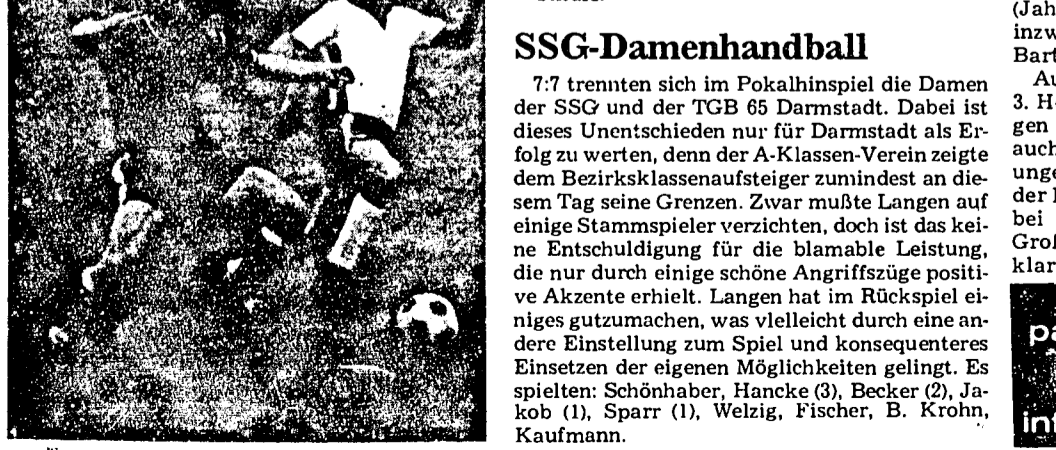 SSG-Damenhandball
7:7 trennten sich im Pokalhinspiel die Damen
der SSG und der TGB 65 Darmstadt. Dabei ist
dieses Unentschieden nur für Darmstadt als Er-
folg zu werten, denn der A-Klassen-Verein zeigte
dem Bezirksklassenaufsteiger zumindest an die-
sem Tag seine Grenzen. Zwar mußte Langen auf
einige Stammspieler verzichten, doch ist das kei-
ne Entschuldigung für die blamable Leistung,
die nur durch einige schöne Angriffszüge positi-
ve Akzente erhielt. Langen hat im Rückspiel ei-
niges gutzumachen, was vielleicht durch eine an-
dere Einstellung zum Spiel und konsequenteres
Einsetzen der eigenen Möglichkeiten gelingt. Es
spielten: Schönhaber, Hancke (3), Becker (2), Ja-
kob (1), Sparr (1), Welzig, Fischer, B. Krohn,
Kaufmann.
(Jah
inzw
Bart
Au
3. H
gen
auch
unge
der
bei
Groß
klar